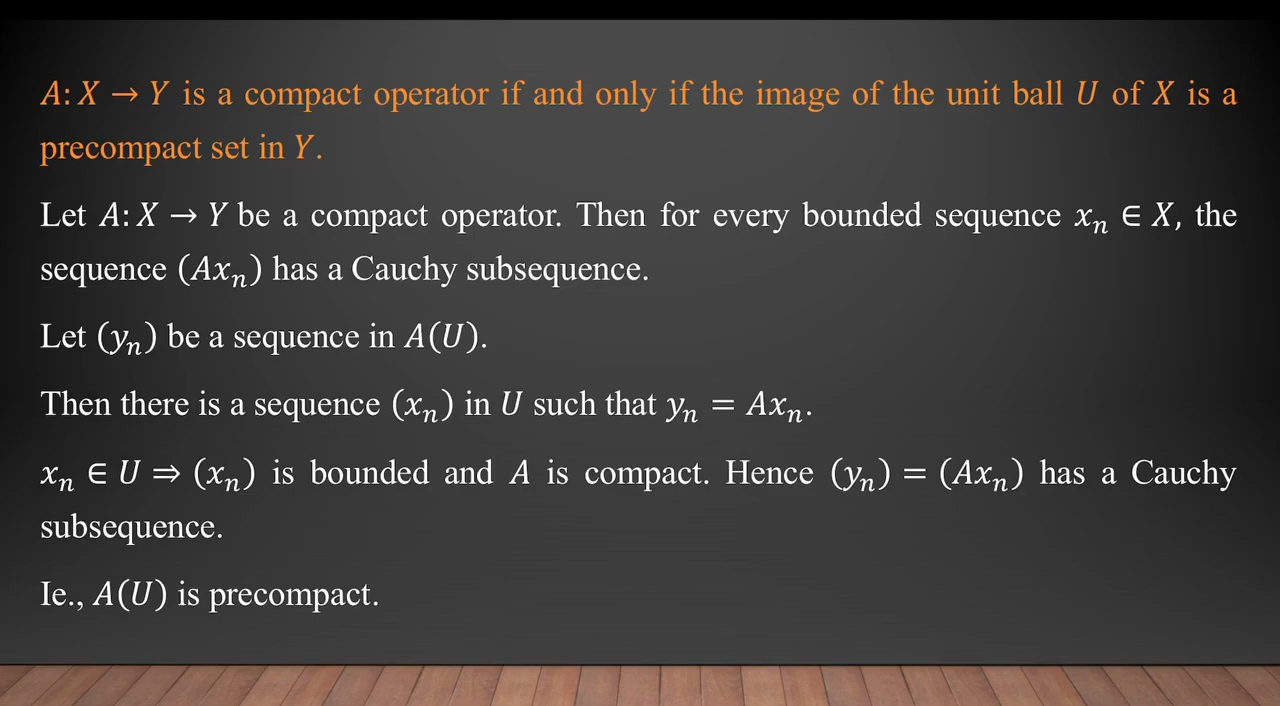 A: X → Y is a compact operator if and only if the image of the unit ball U of X is a
precompact set in Y.
Let A: X → Y be a compact operator. Then for every bounded sequence xₙ ∈ X, the
sequence (Axₙ) has a Cauchy subsequence.
Let (yₙ) be a sequence in A(U).
Then there is a sequence (xₙ) in U such that yₙ = Axₙ.
xₙ ∈ U ⇒ (xₙ) is bounded and A is compact. Hence (yₙ) = (Axₙ) has a Cauchy
subsequence.
Ie., A(U) is precompact.